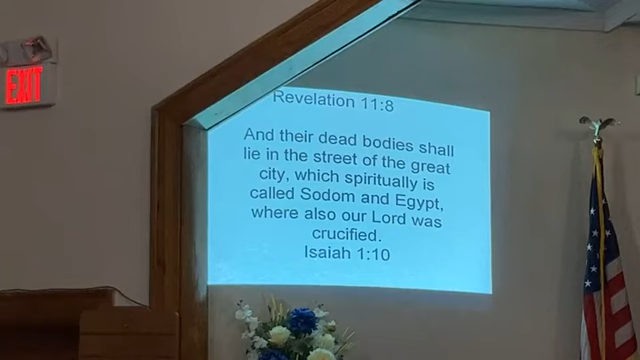 EXIT
Revelation 11:8
And their dead bodies shall
lie in the street of the great
city, which spiritually is
called Sodom and Egypt,
where also our Lord was
crucified.
Isaiah 1:10